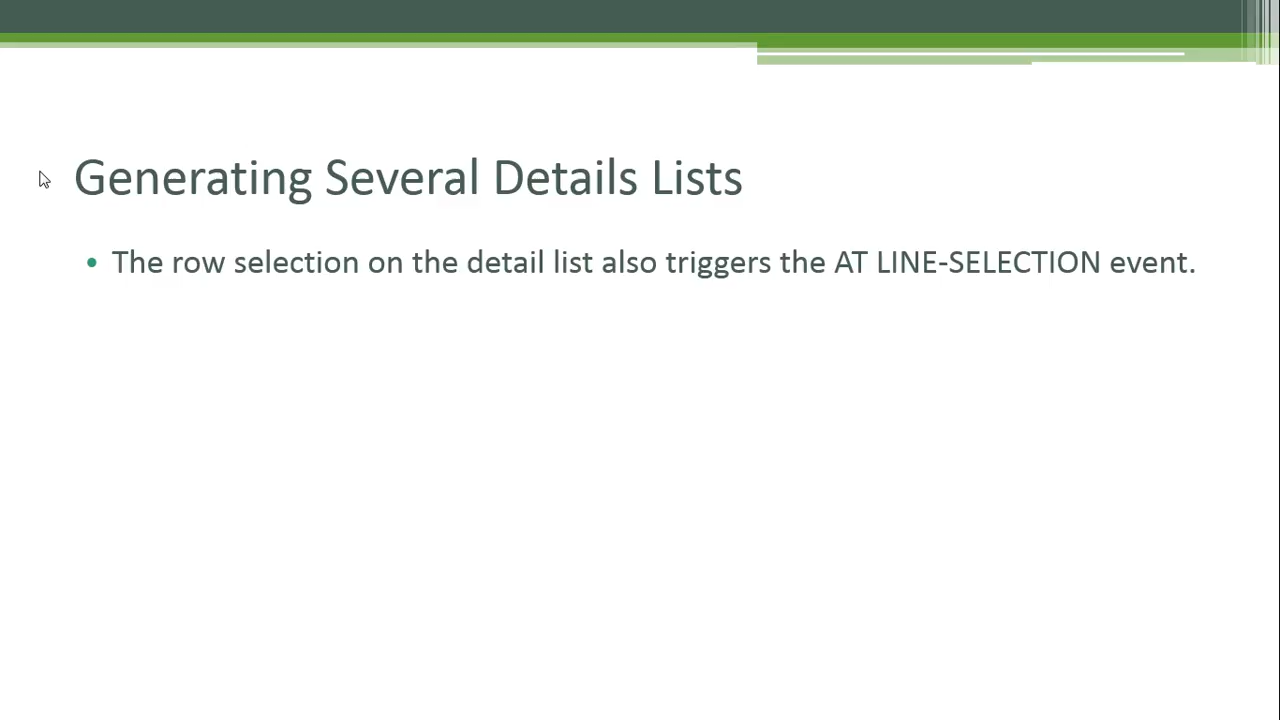 Generating Several Details Lists
• The row selection on the detail list also triggers the AT LINE-SELECTION event.